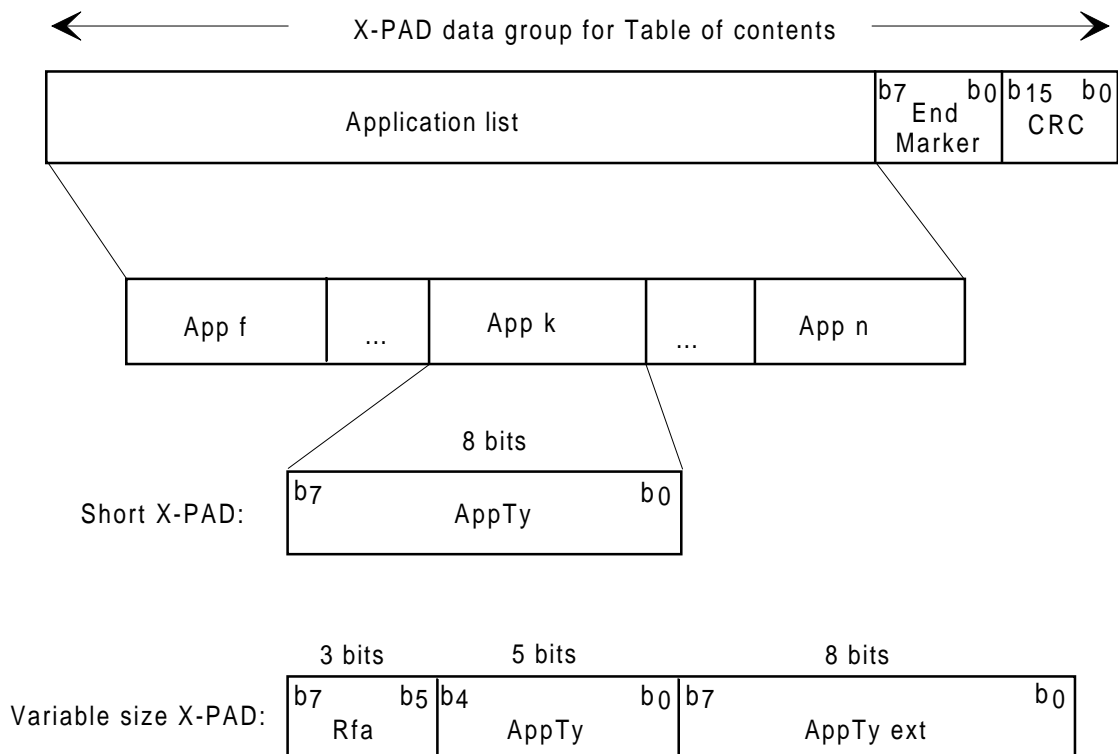 X-PAD data group for Table of contents
Application list
b7 b0 b15 b0
End Marker
CRC
App f ... App k ... App n
8 bits
Short X-PAD: b7 AppTy b0
3 bits 5 bits 8 bits
Variable size X-PAD: b7 b5 b4 b0 b7 b0
Rfa AppTy AppTy ext